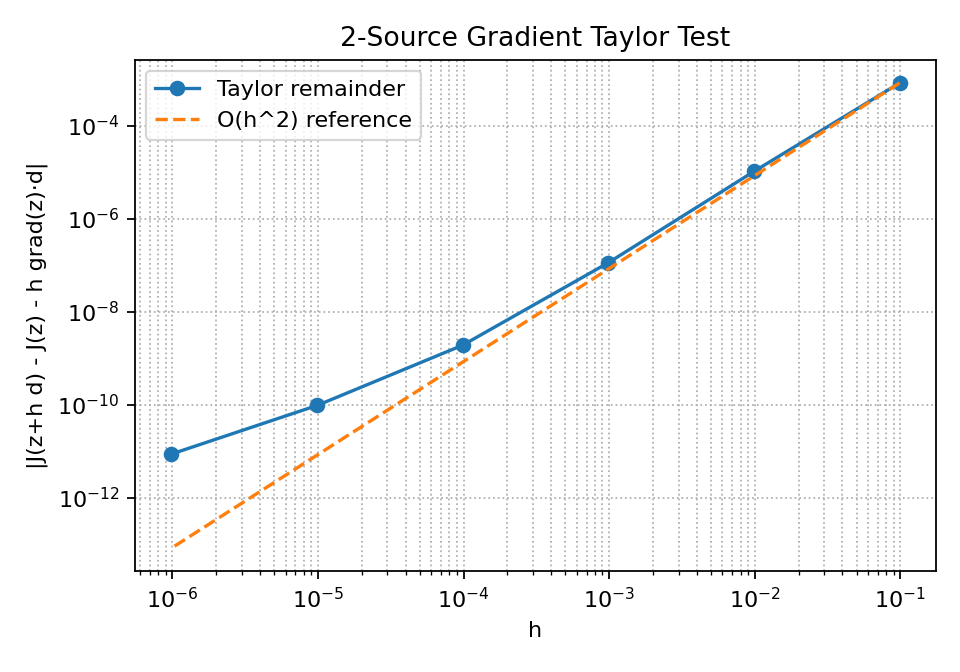 2-Source Gradient Taylor Test
Taylor remainder
O(h^2) reference
|J(z+h d) - J(z) - h grad(z)·d|
10⁻⁴
10⁻⁶
10⁻⁸
10⁻¹⁰
10⁻¹²
10⁻⁶ 10⁻⁵ 10⁻⁴ 10⁻³ 10⁻² 10⁻¹
h